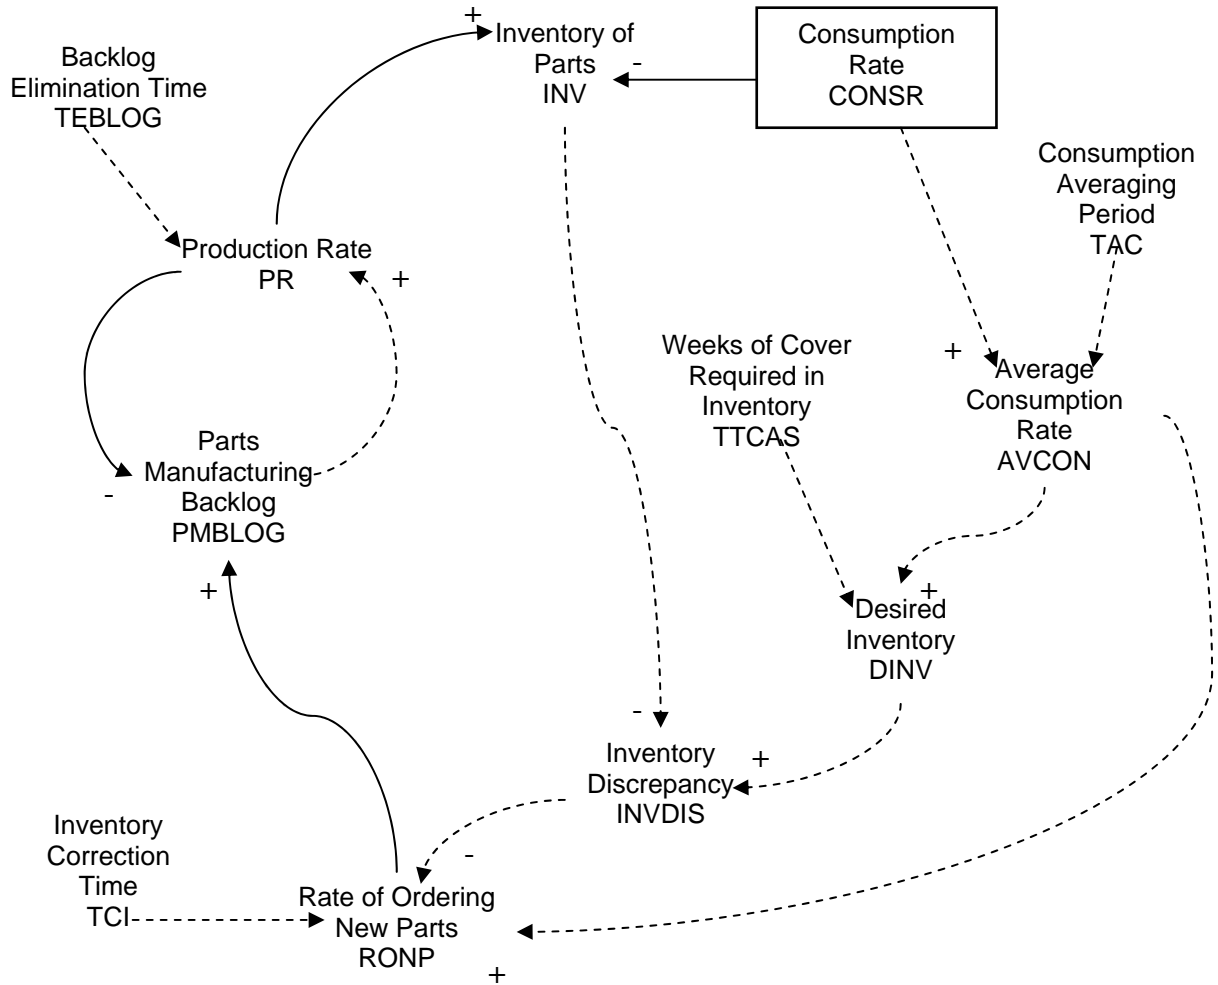 +
Inventory of
Parts
INV
-
Consumption
Rate
CONSR
Backlog
Elimination Time
TEBLOG
Consumption
Averaging
Period
TAC
Production Rate
PR
+
Weeks of Cover
Required in
Inventory
TTCAS
+
Average
Consumption
Rate
AVCON
Parts
Manufacturing
Backlog
PMBLOG
-
+
+
Desired
Inventory
DINV
-
Inventory
Discrepancy
INVDIS
+
Inventory
Correction
Time
TCI
-
Rate of Ordering
New Parts
RONP
+